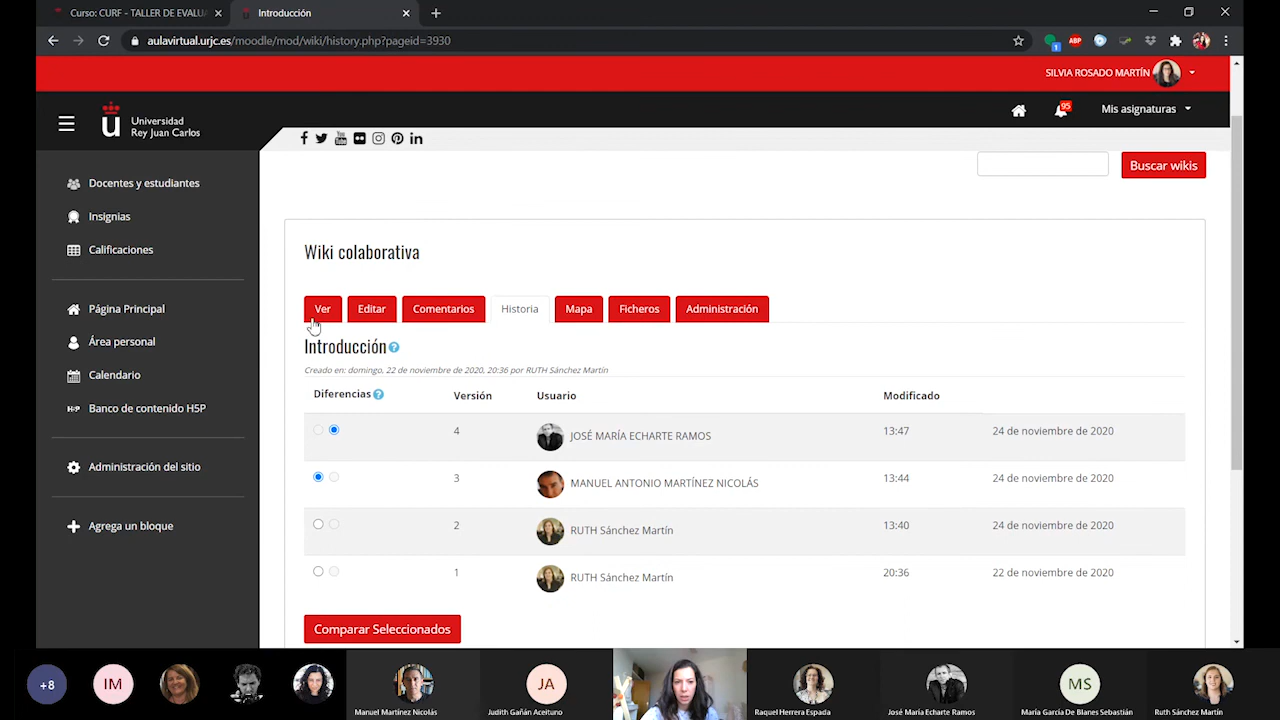 Curso: CURF - TALLER DE EVALUA
Introducción
aulavirtual.urjc.es/moodle/mod/wiki/history.php?pageid=3930
1
ABP
SILVIA ROSADO MARTÍN
Universidad
Rey Juan Carlos
95
Mis asignaturas
You Tube
Buscar wikis
Docentes y estudiantes
Insignias
Calificaciones
Página Principal
Área personal
Calendario
H-P Banco de contenido H5P
Administración del sitio
Agrega un bloque
Wiki colaborativa
Ver Editar Comentarios Historia Mapa Ficheros Administración
Introducción
Creado en: domingo, 22 de noviembre de 2020, 20:36 por RUTH Sánchez Martín
Diferencias Versión Usuario Modificado
4 JOSÉ MARÍA ECHARTE RAMOS 13:47 24 de noviembre de 2020
3 MANUEL ANTONIO MARTÍNEZ NICOLÁS 13:44 24 de noviembre de 2020
2 RUTH Sánchez Martín 13:40 24 de noviembre de 2020
1 RUTH Sánchez Martín 20:36 22 de noviembre de 2020
Comparar Seleccionados
+8 IM JA MS
Manuel Martínez Nicolás Judith Gañán Aceituno Raquel Herrera Espada José María Echarte Ramos María García De Blanes Sebastián Ruth Sánchez Martín